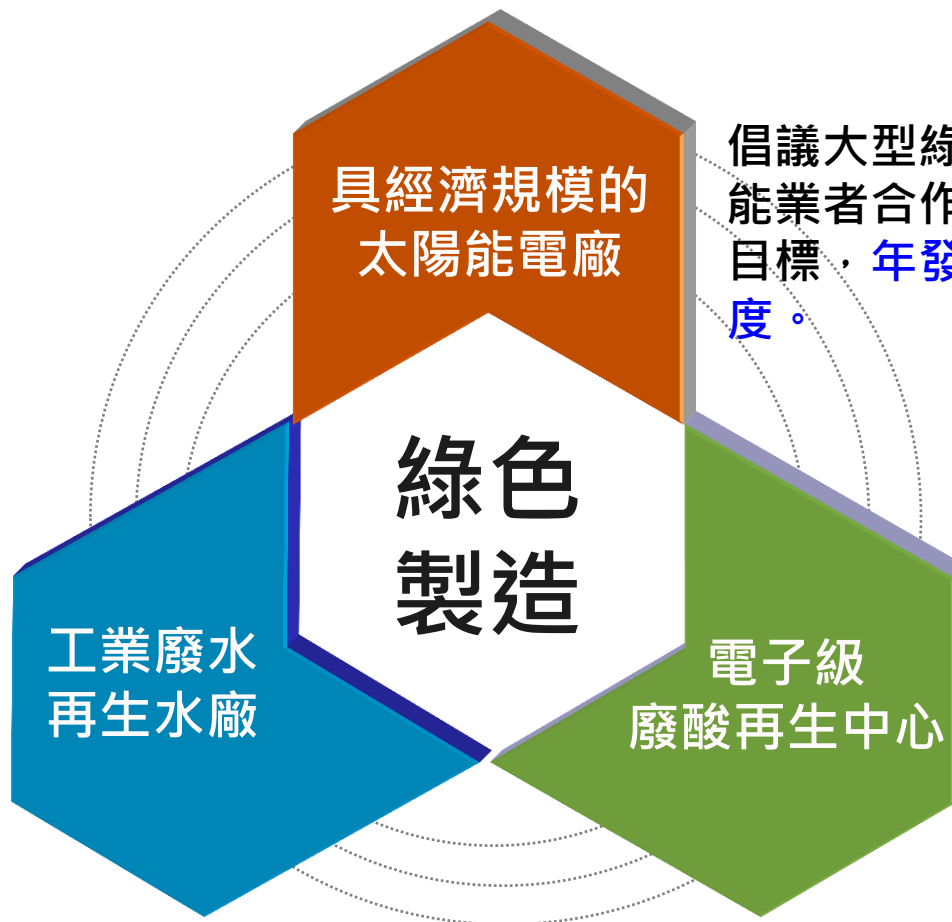 具經濟規模的
太陽能電廠
倡議大型綠
能業者合作
目標，年發
度。
綠色
製造
工業廢水
再生水廠
電子級
廢酸再生中心